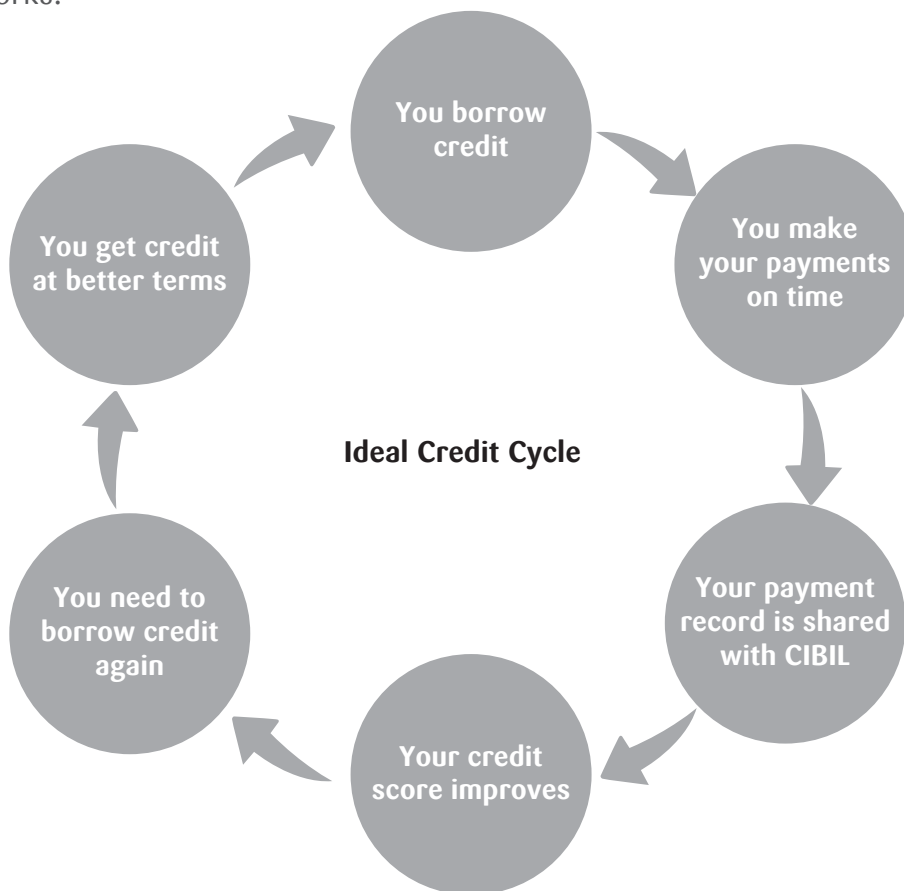 You borrow
credit
You make
your payments
on time
Your payment
record is shared
with CIBIL
Your credit
score improves
You need to
borrow credit
again
You get credit
at better terms
Ideal Credit Cycle